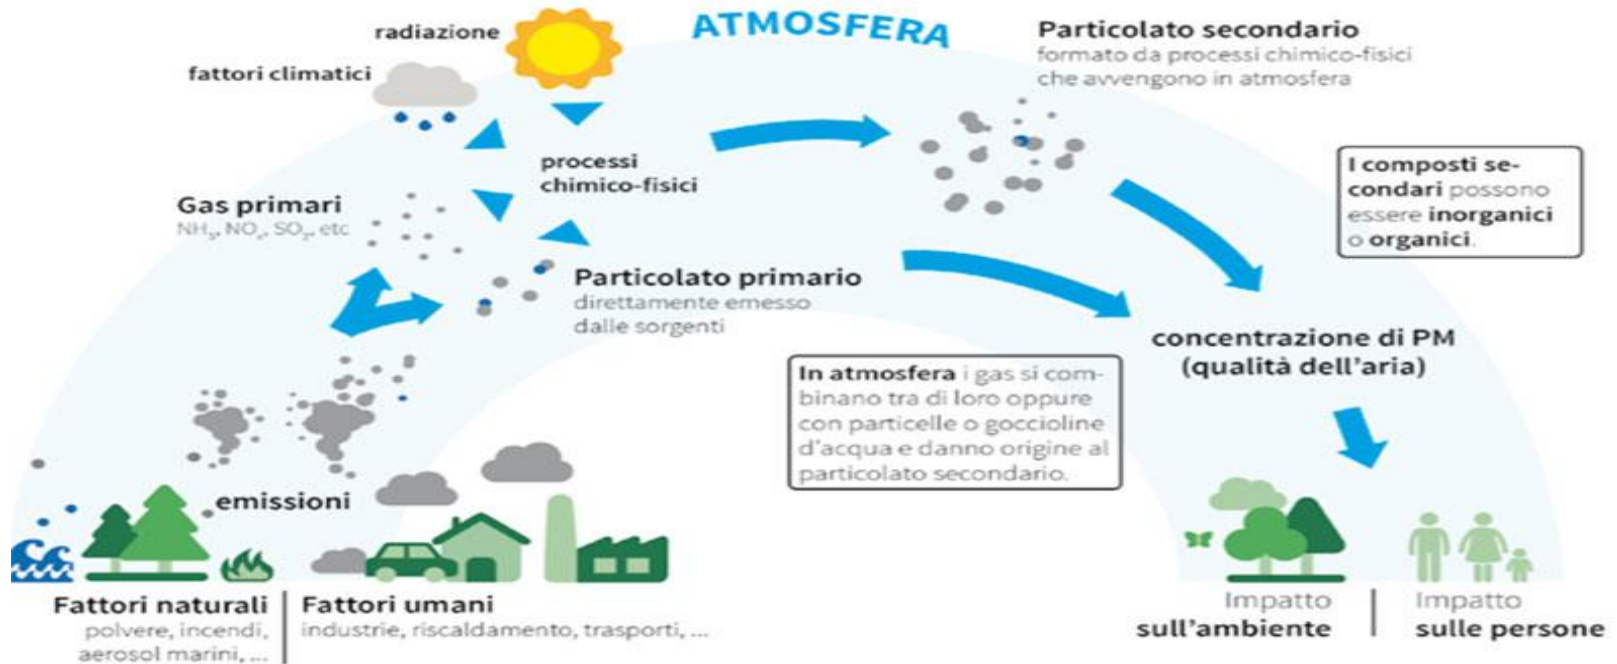 ATMOSFERA
radiazione
fattori climatici
processi
chimico-fisici
Gas primari
NH₃, NOₓ, SO₂, etc
Particolato primario
direttamente emesso
dalle sorgenti
emissioni
Fattori naturali
polvere, incendi,
aerosol marini, ...
Fattori umani
industrie, riscaldamento, trasporti, ...
Particolato secondario
formato da processi chimico-fisici
che avvengono in atmosfera
I composti se-
condari possono
essere inorganici
o organici.
In atmosfera i gas si com-
binano tra di loro oppure
con particelle o goccioline
d'acqua e danno origine al
particolato secondario.
concentrazione di PM
(qualità dell'aria)
Impatto
sull'ambiente
Impatto
sulle persone